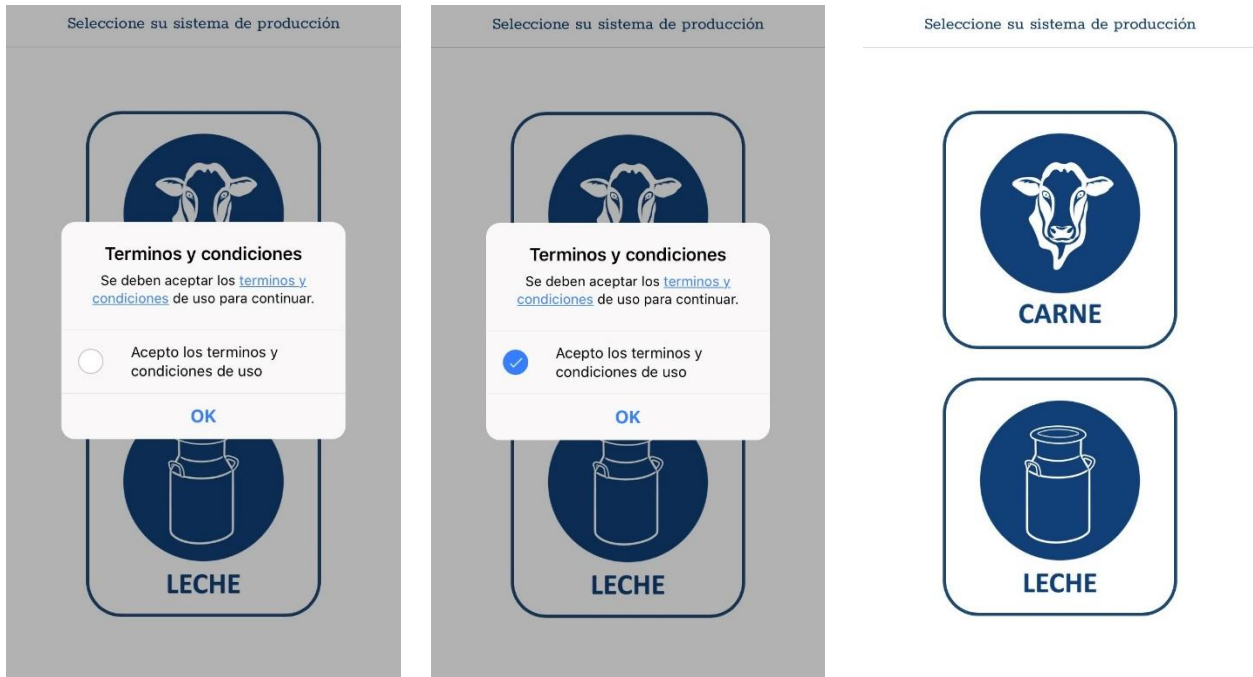 Seleccione su sistema de producción
Terminos y condiciones
Se deben aceptar los terminos y
condiciones de uso para continuar.
Acepto los terminos y
condiciones de uso
OK
LECHE
Seleccione su sistema de producción
Terminos y condiciones
Se deben aceptar los terminos y
condiciones de uso para continuar.
Acepto los terminos y
condiciones de uso
OK
LECHE
Seleccione su sistema de producción
CARNE
LECHE